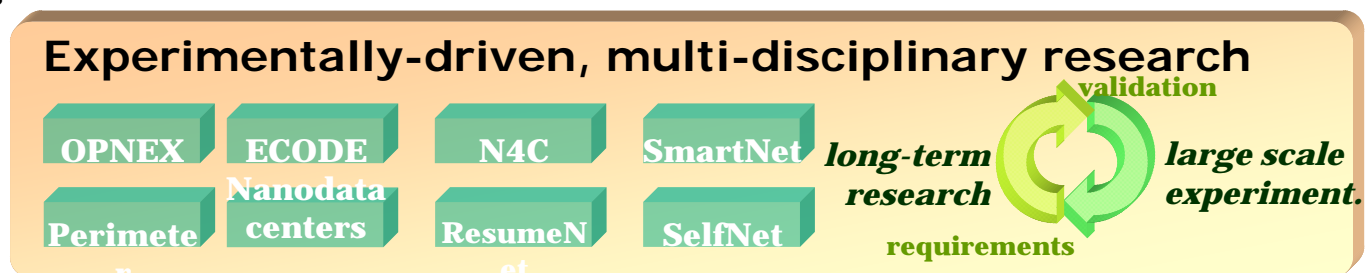 Experimentally-driven, multi-disciplinary research
validation
OPNEX
ECODE
N4C
SmartNet
long-term
research
large scale
experiment.
Perimete
r
Nanodata
centers
ResumeN
et
SelfNet
requirements